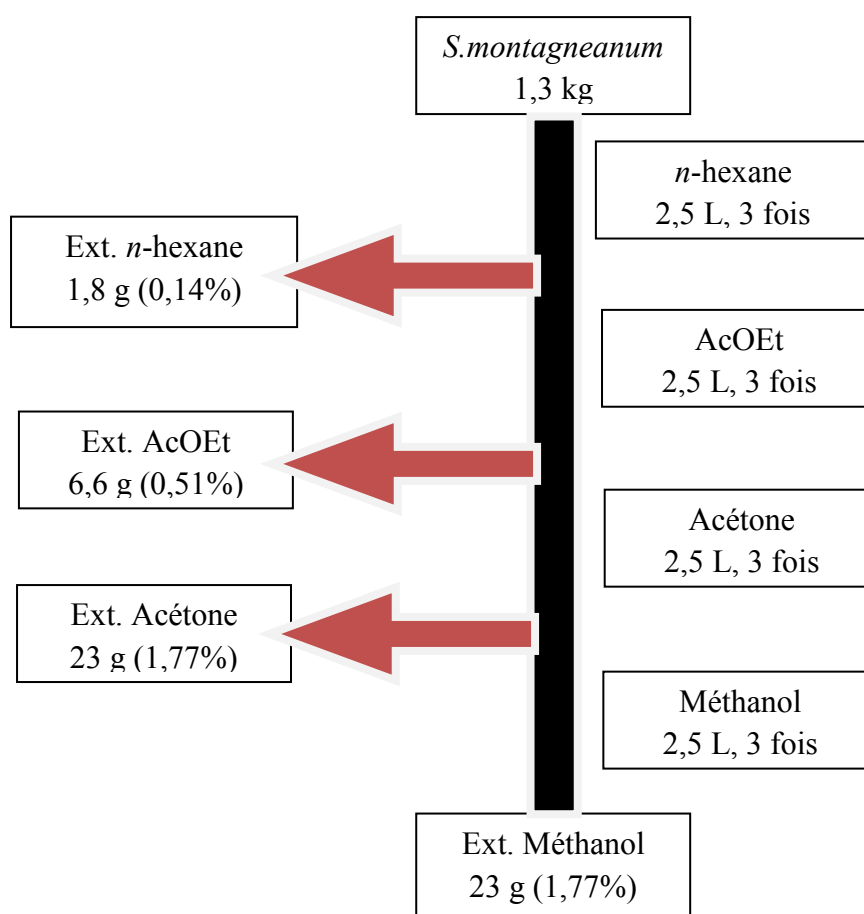 S.montagneanum
1,3 kg
n-hexane
2,5 L, 3 fois
Ext. n-hexane
1,8 g (0,14%)
AcOEt
2,5 L, 3 fois
Ext. AcOEt
6,6 g (0,51%)
Acétone
2,5 L, 3 fois
Ext. Acétone
23 g (1,77%)
Méthanol
2,5 L, 3 fois
Ext. Méthanol
23 g (1,77%)